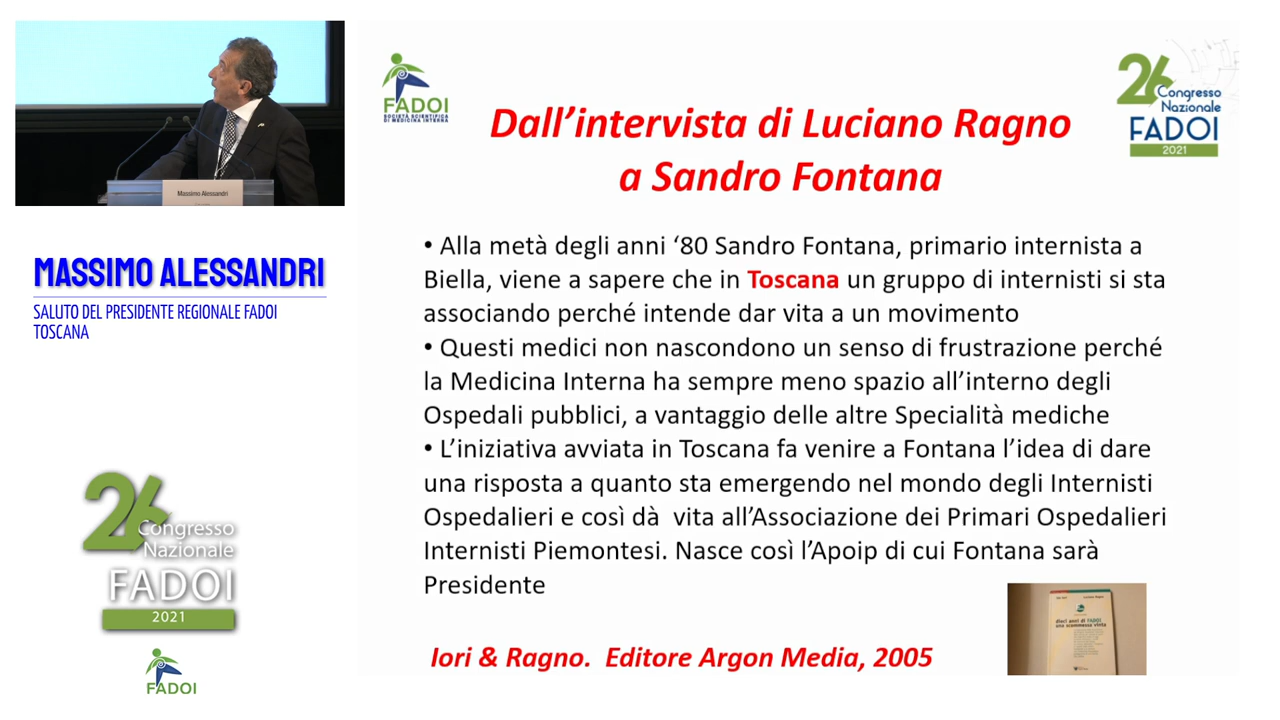 Massimo Alessandri
MASSIMO ALESSANDRI
SALUTO DEL PRESIDENTE REGIONALE FADOI
TOSCANA
26
Congresso
Nazionale
FADOI
2021
FADOI
FADOI
SOCIETÀ SCIENTIFICA
DI MEDICINA INTERNA
26
Congresso
Nazionale
FADOI
2021
Dall’intervista di Luciano Ragno
a Sandro Fontana
• Alla metà degli anni ‘80 Sandro Fontana, primario internista a
Biella, viene a sapere che in Toscana un gruppo di internisti si sta
associando perché intende dar vita a un movimento
• Questi medici non nascondono un senso di frustrazione perché
la Medicina Interna ha sempre meno spazio all’interno degli
Ospedali pubblici, a vantaggio delle altre Specialità mediche
• L’iniziativa avviata in Toscana fa venire a Fontana l’idea di dare
una risposta a quanto sta emergendo nel mondo degli Internisti
Ospedalieri e così dà  vita all’Associazione dei Primari Ospedalieri
Internisti Piemontesi. Nasce così l’Apoip di cui Fontana sarà
Presidente
Luciano Ragno
dieci anni di FADOI
una scommessa vinta
Iori & Ragno.  Editore Argon Media, 2005